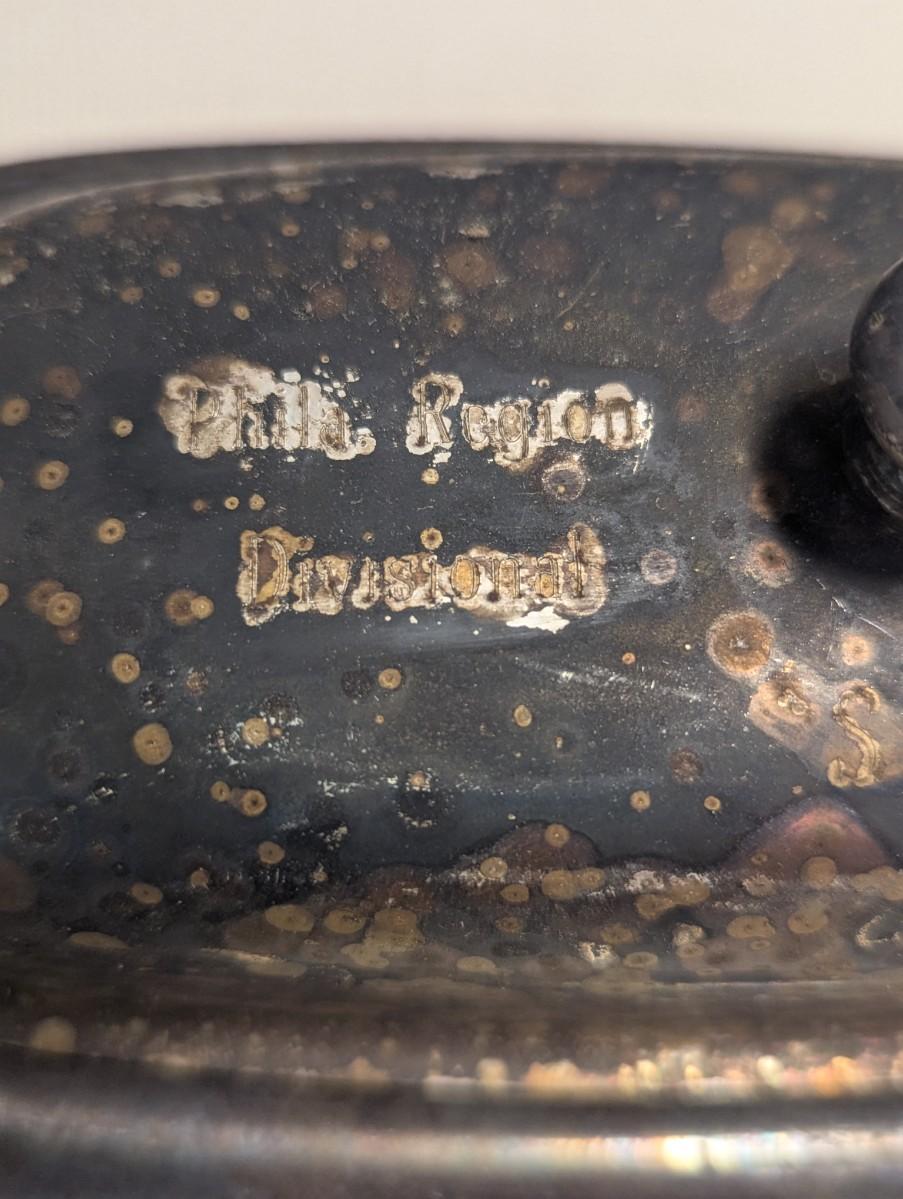 Phila. Region
Divisional
S